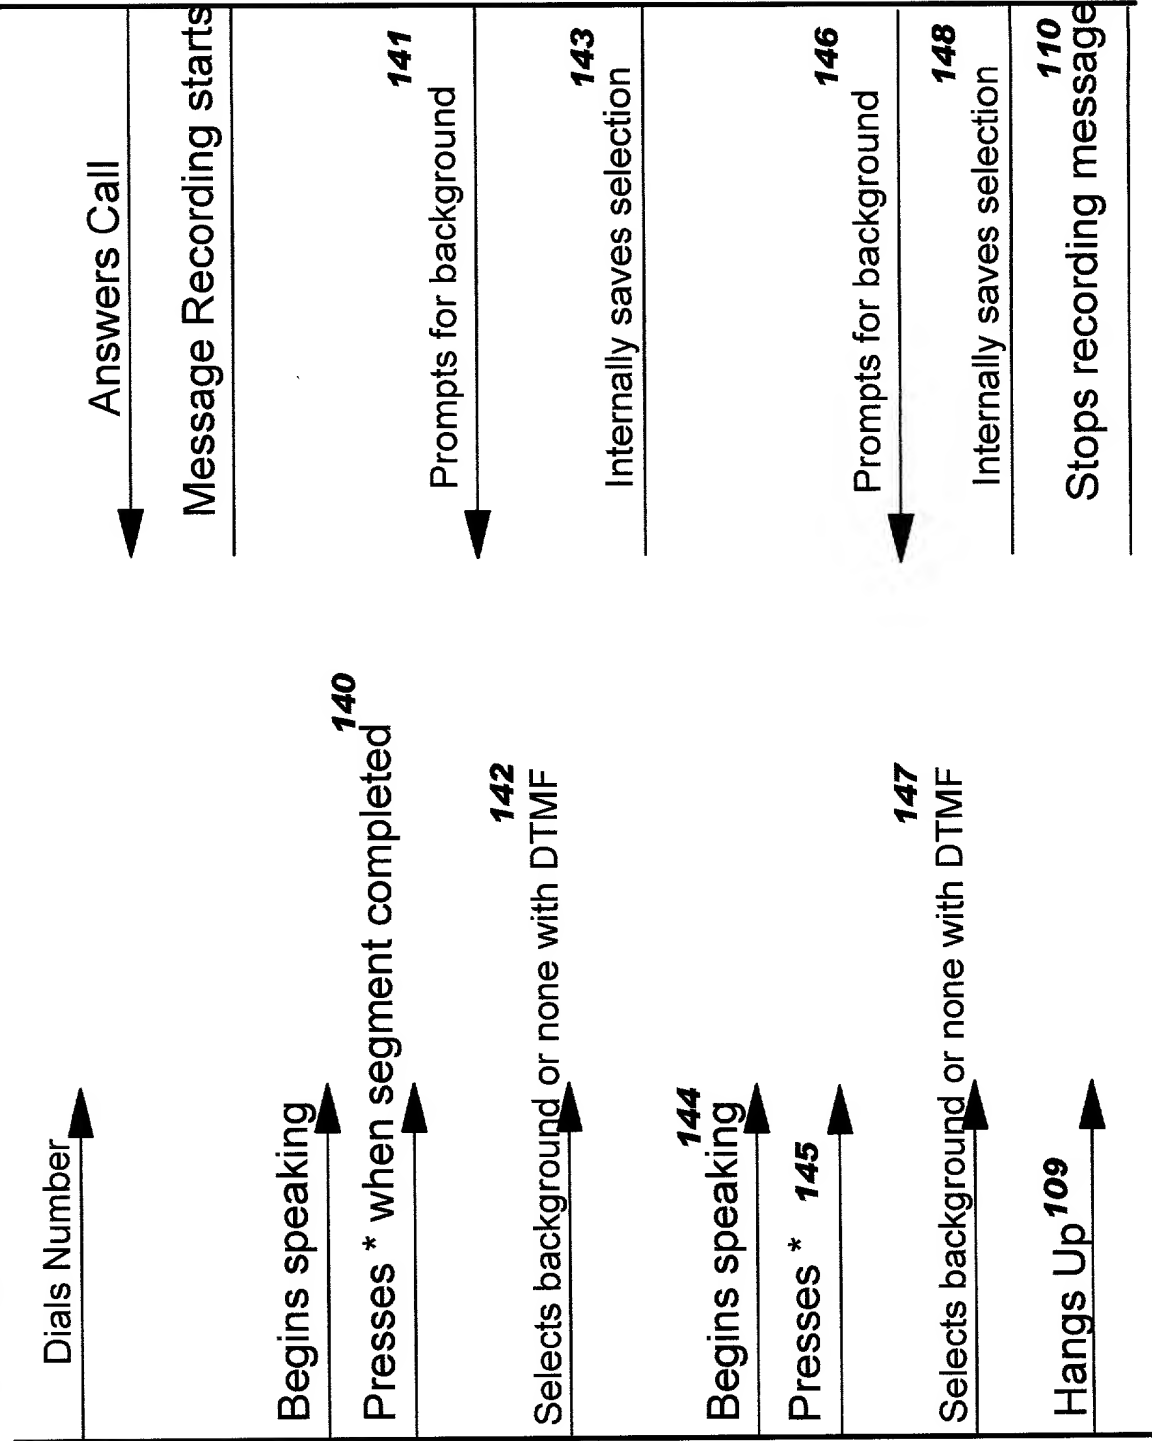 Dials Number
Answers Call
Message Recording starts
Begins speaking
140
Presses * when segment completed
141
Prompts for background
142
Selects background or none with DTMF
143
Internally saves selection
144
Begins speaking
Presses * 145
146
Prompts for background
147
Selects background or none with DTMF
148
Internally saves selection
Hangs Up 109
110
Stops recording message